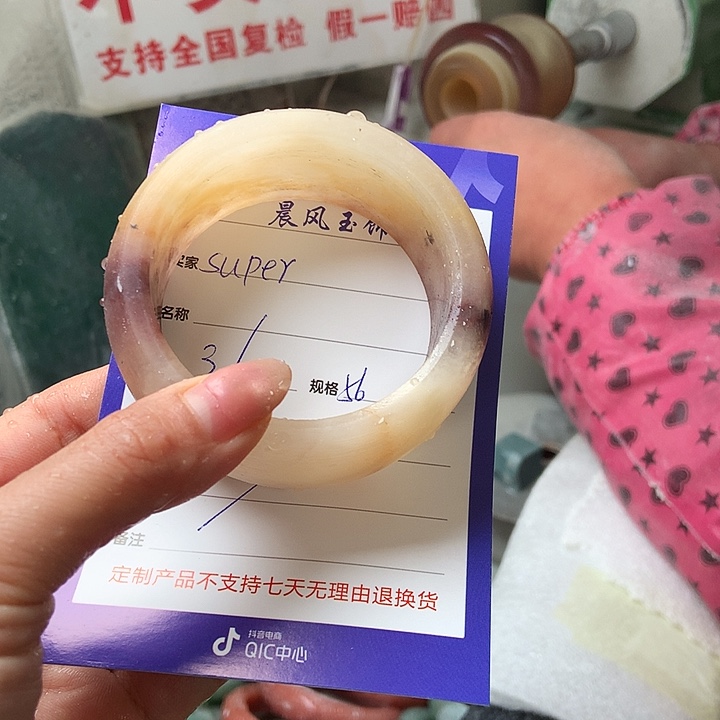 支持全国复检 假一赔四
晨风玉饰
家 super
名称
规格 56
备注
定制产品不支持七天无理由退换货
抖音电商
QIC中心